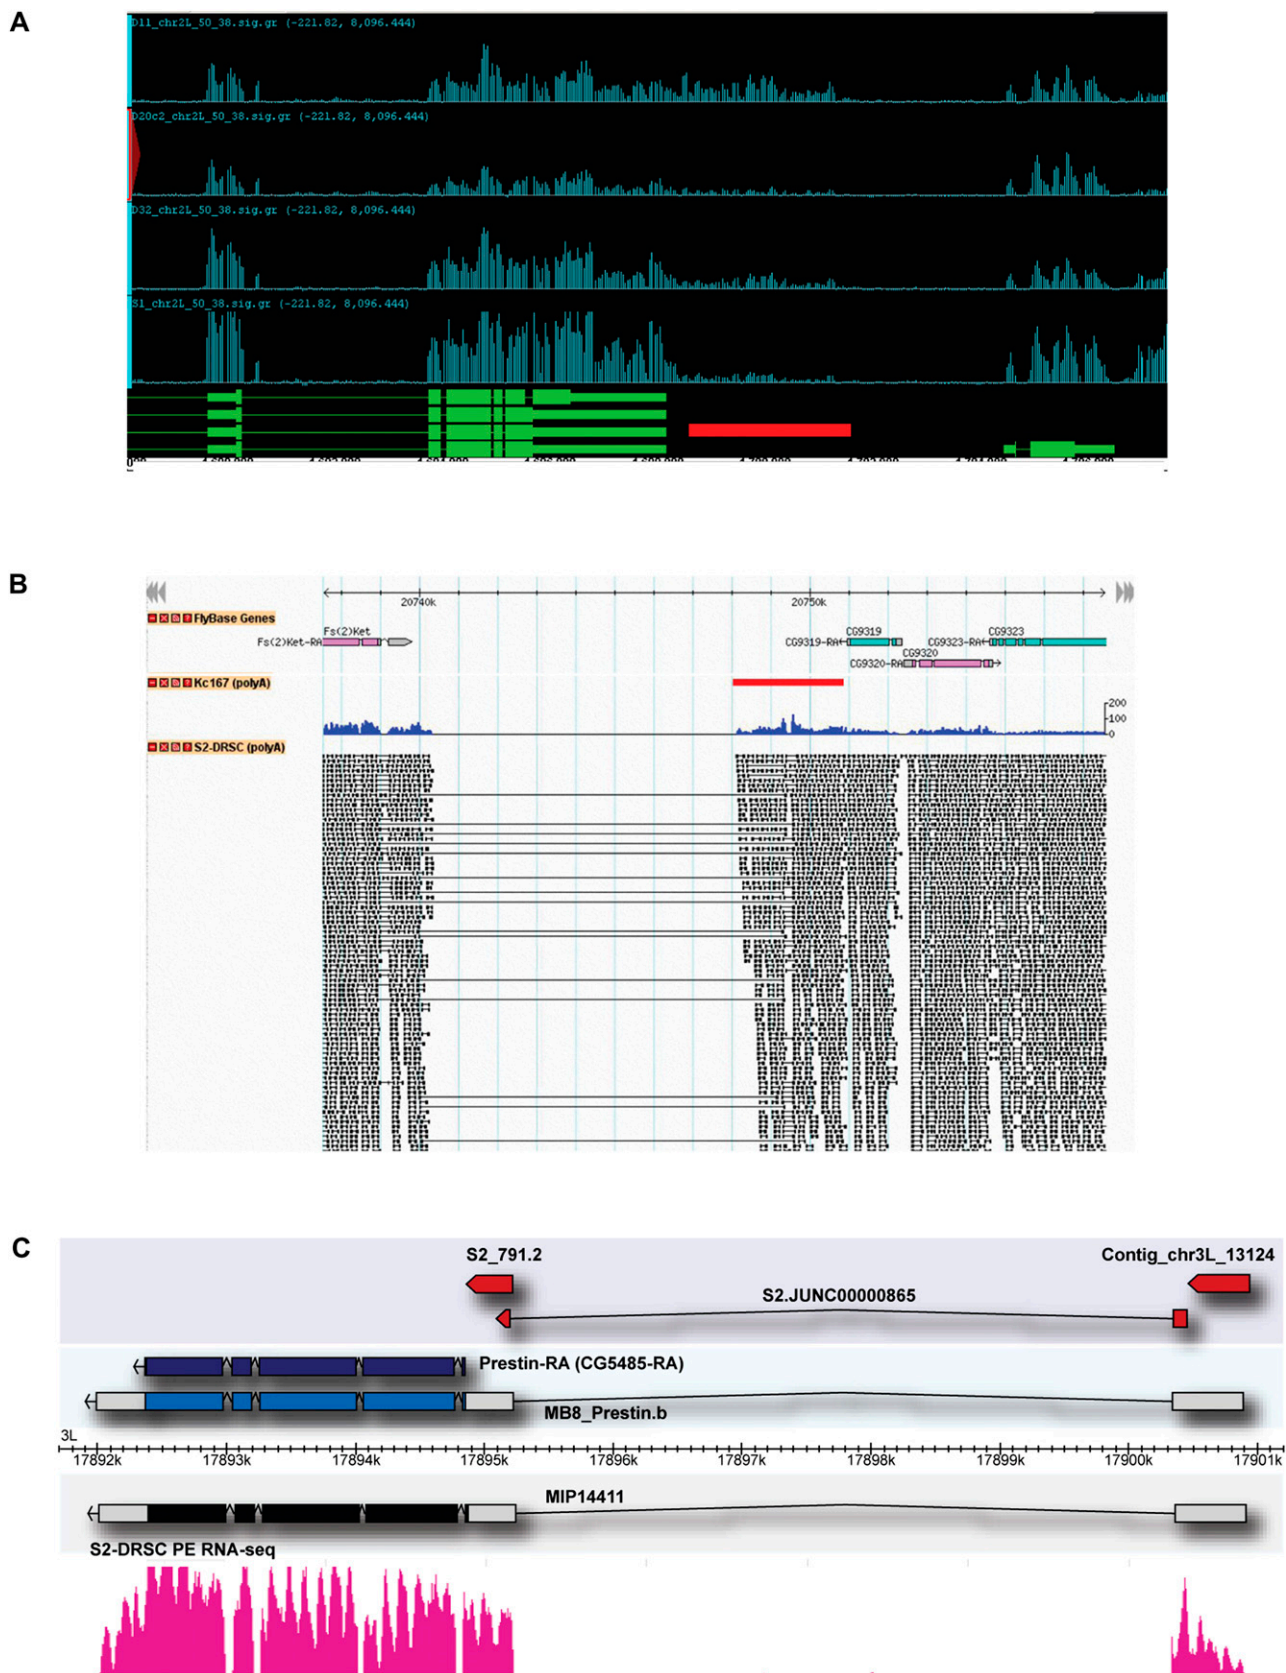 A
D11_chr2L_50_38.sig.gr (-221.82, 8,096.444)
D20c2_chr2L_50_38.sig.gr (-221.82, 8,096.444)
D32_chr2L_50_38.sig.gr (-221.82, 8,096.444)
S1_chr2L_50_38.sig.gr (-221.82, 8,096.444)
B
20740k 20750k
FlyBase Genes
Fs(2)Ket CG9319 CG9323
Fs(2)Ket-RA CG9319-RA CG9323-RA
CG9320
CG9320-RA
Kc167 (polyA)
200
100
0
S2-DRSC (polyA)
C
S2_791.2 Contig_chr3L_13124
S2.JUNC00000865
Prestin-RA (CG5485-RA)
MB8_Prestin.b
3L
17892k 17893k 17894k 17895k 17896k 17897k 17898k 17899k 17900k 17901k
MIP14411
S2-DRSC PE RNA-seq